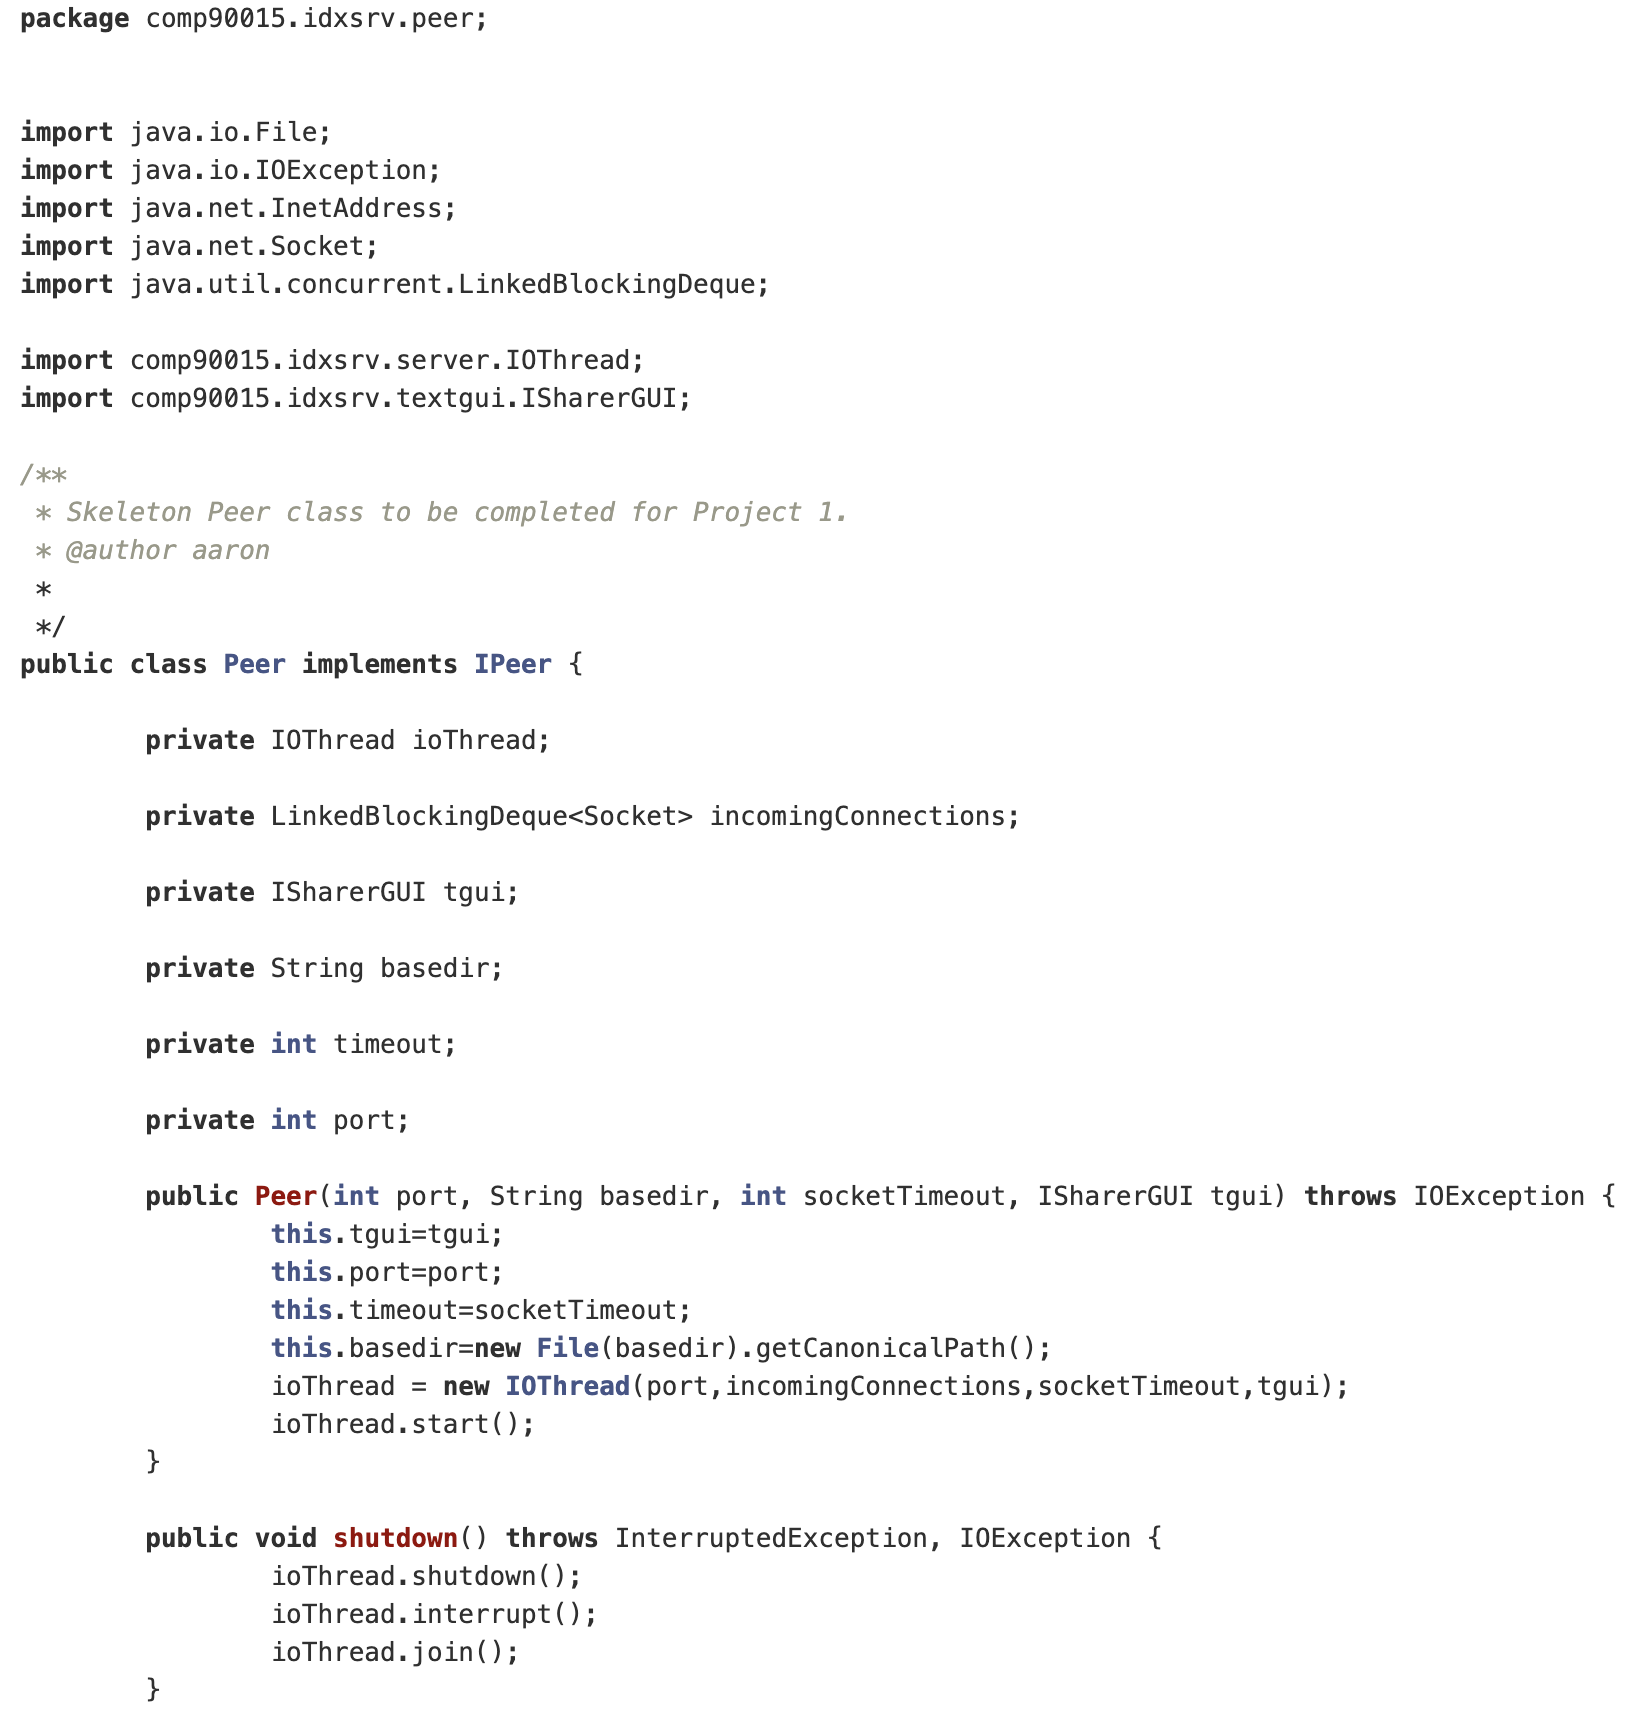 package comp90015.idxsrv.peer;
import java.io.File;
import java.io.IOException;
import java.net.InetAddress;
import java.net.Socket;
import java.util.concurrent.LinkedBlockingDeque;
import comp90015.idxsrv.server.IOThread;
import comp90015.idxsrv.textgui.ISharerGUI;
/**
* Skeleton Peer class to be completed for Project 1.
* @author aaron
*
*/
public class Peer implements IPeer {
private IOThread ioThread;
private LinkedBlockingDeque<Socket> incomingConnections;
private ISharerGUI tgui;
private String basedir;
private int timeout;
private int port;
public Peer(int port, String basedir, int socketTimeout, ISharerGUI tgui) throws IOException {
this.tgui=tgui;
this.port=port;
this.timeout=socketTimeout;
this.basedir=new File(basedir).getCanonicalPath();
ioThread = new IOThread(port,incomingConnections,socketTimeout,tgui);
ioThread.start();
}
public void shutdown() throws InterruptedException, IOException {
ioThread.shutdown();
ioThread.interrupt();
ioThread.join();
}